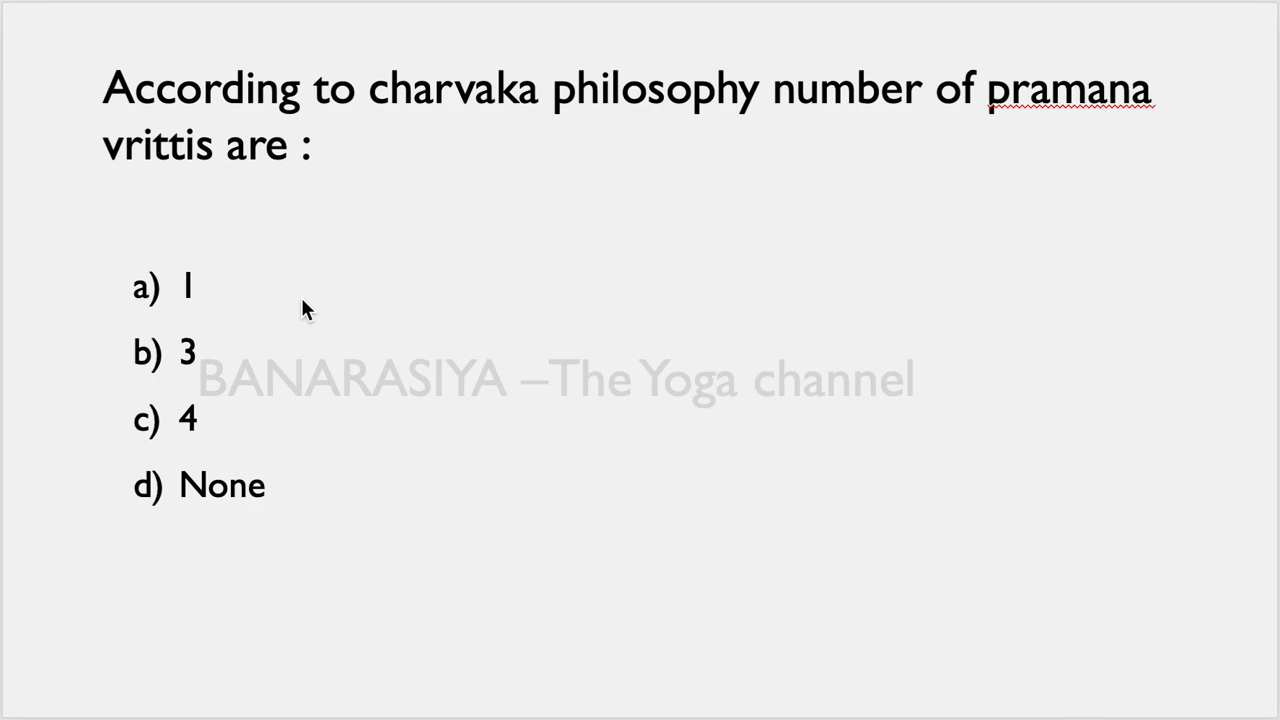 According to charvaka philosophy number of pramana
vrittis are :
a) 1
b) 3
BANARASIYA –The Yoga channel
c) 4
d) None